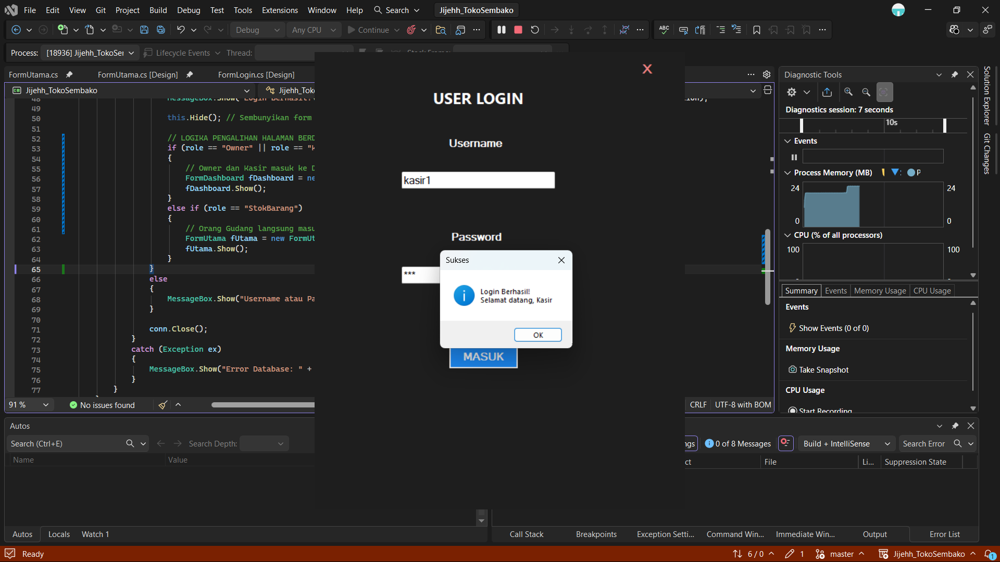 File Edit View Git Project Build Debug Test Tools Extensions Window Help Search Jijehh_TokoSembako
Debug Any CPU Continue
Process: [18936] Jijehh_TokoSer Lifecycle Events Thread:
FormUtama.cs FormUtama.cs [Design] FormLogin.cs [Design]
Jijehh_TokoSembako Jijehh_Toko
48
49
50 this.Hide(); // Sembunyikan form
51
52 // LOGIKA PENGALIHAN HALAMAN BERD
53 if (role == "Owner" || role == "K
54 {
55 // Owner dan Kasir masuk ke D
56 FormDashboard fDashboard = ne
57 fDashboard.Show();
58 }
59 else if (role == "StokBarang")
60 {
61 // Orang Gudang langsung masu
62 FormUtama fUtama = new FormUt
63 fUtama.Show();
64 }
65 }
66 else
67 {
68 MessageBox.Show("Username atau Pa
69 }
70
71 conn.Close();
72 }
73 catch (Exception ex)
74 {
75 MessageBox.Show("Error Database: " +
76 }
77 }
91 % No issues found
CRLF UTF-8 with BOM
X
USER LOGIN
Username
kasir1
Password
***
Sukses
Login Berhasil!
Selamat datang, Kasir
OK
MASUK
Diagnostic Tools
Diagnostics session: 7 seconds
10s
Events
Process Memory (MB) P
24 24
0 0
CPU (% of all processors)
100 100
Summary Events Memory Usage CPU Usage
Events
Show Events (0 of 0)
Memory Usage
Take Snapshot
CPU Usage
Start Recording
Solution Explorer
Git Changes
Autos
Search (Ctrl+E) Search Depth:
Name Value
Autos Locals Watch 1
ngs 0 of 8 Messages Build + IntelliSense Search Error
ct File Li... Suppression State
Call Stack Breakpoints Exception Setti... Command Win... Immediate Win... Output Error List
Ready 6 / 0 1 master Jijehh_TokoSembako 1